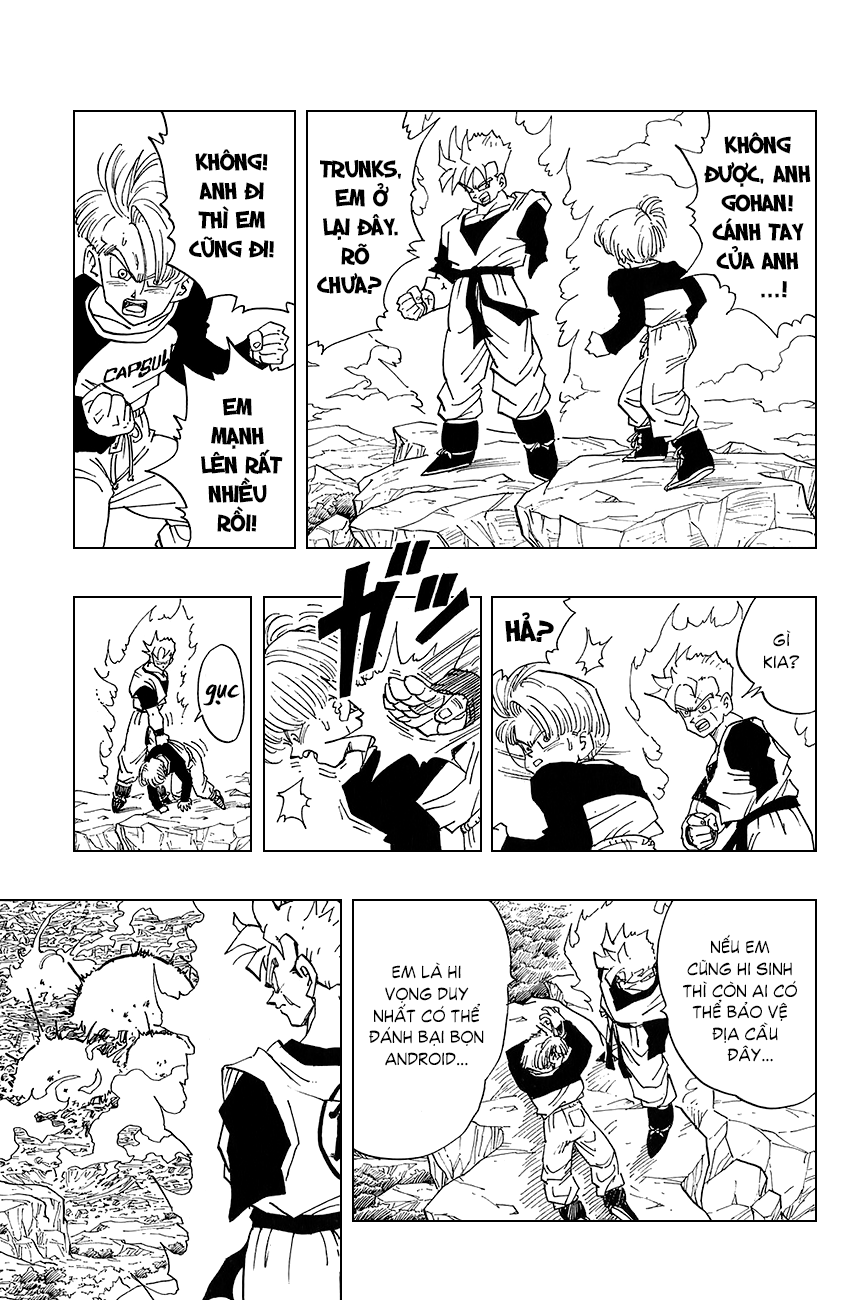 KHÔNG
ĐƯỢC, ANH
GOHAN!
CÁNH TAY
CỦA ANH
...!
TRUNKS,
EM Ở
LẠI ĐÂY.
RÕ
CHƯA?
KHÔNG!
ANH ĐI
THÌ EM
CŨNG ĐI!
CAPSUL
EM
MẠNH
LÊN RẤT
NHIỀU
RỒI!
GÌ
KIA?
HẢ?
ガッ
GỤC
NẾU EM
CŨNG HI SINH
THÌ CÒN AI CÓ
THỂ BẢO VỆ
ĐỊA CẦU
ĐÂY...
EM LÀ HI
VỌNG DUY
NHẤT CÓ THỂ
ĐÁNH BẠI BỌN
ANDROID...